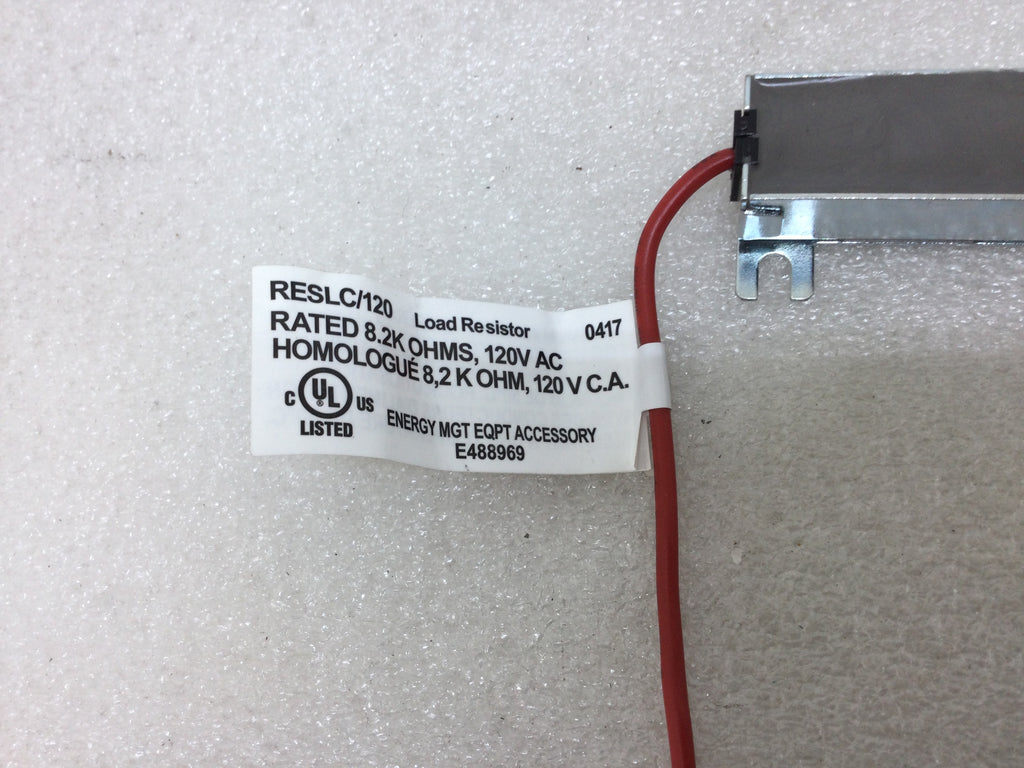 RESLC/120 Load Resistor 0417
RATED 8.2K OHMS, 120V AC
HOMOLOGUÉ 8,2 K OHM, 120 V C.A.
C UL ® US
LISTED
ENERGY MGT EQPT ACCESSORY
E488969